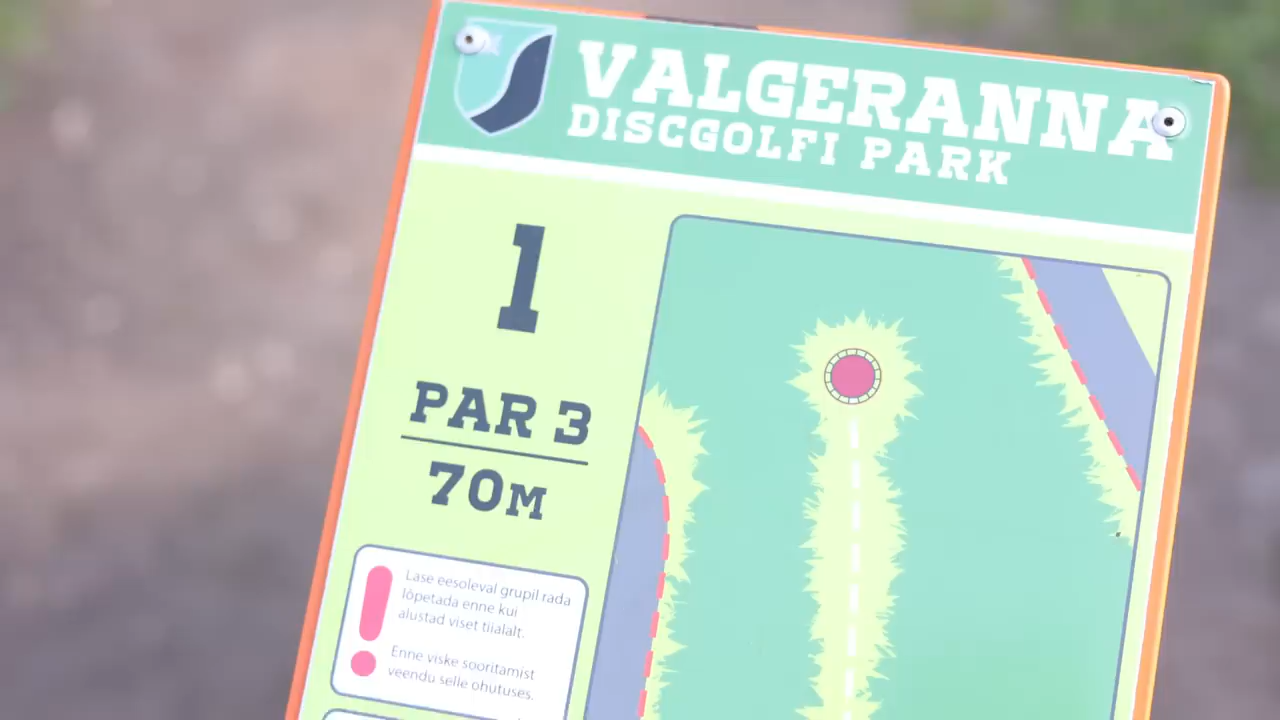 VALGERANNA
DISCGOLFI PARK
1
PAR 3
70M
Lase eesoleval grupil rada
lõpetada enne kui
alustad viset tiialalt.
Enne viske sooritamist
veendu selle ohutuses.